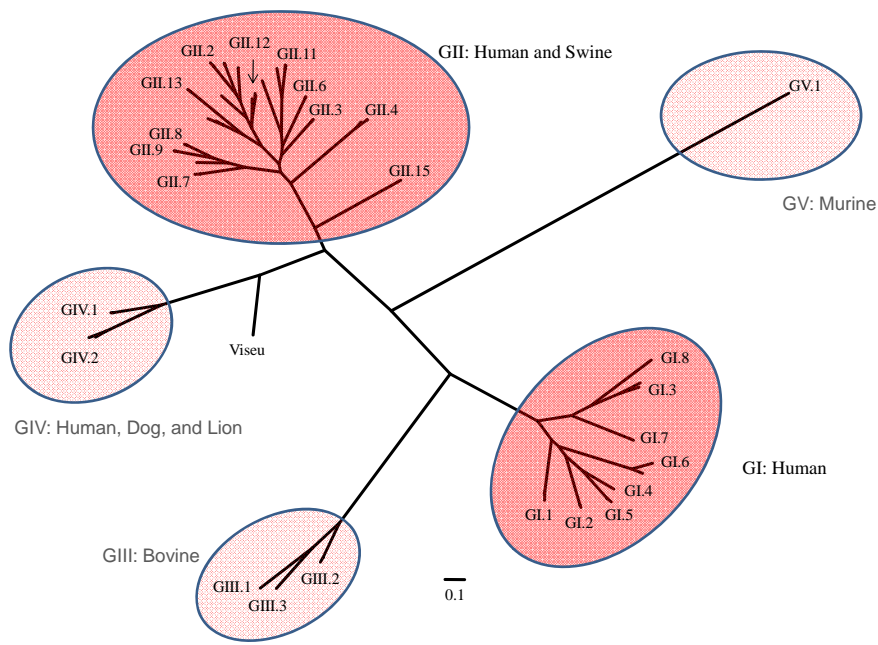 GII.12
GII.2
GII.11
GII: Human and Swine
GII.13
GII.6
GV.1
GII.3
GII.4
GII.8
GII.9
GII.15
GII.7
GV: Murine
GIV.1
Viseu
GIV.2
GI.8
GI.3
GIV: Human, Dog, and Lion
GI.7
GI.6
GI: Human
GI.4
GI.1
GI.2
GI.5
GIII: Bovine
GIII.2
GIII.1
GIII.3
0.1